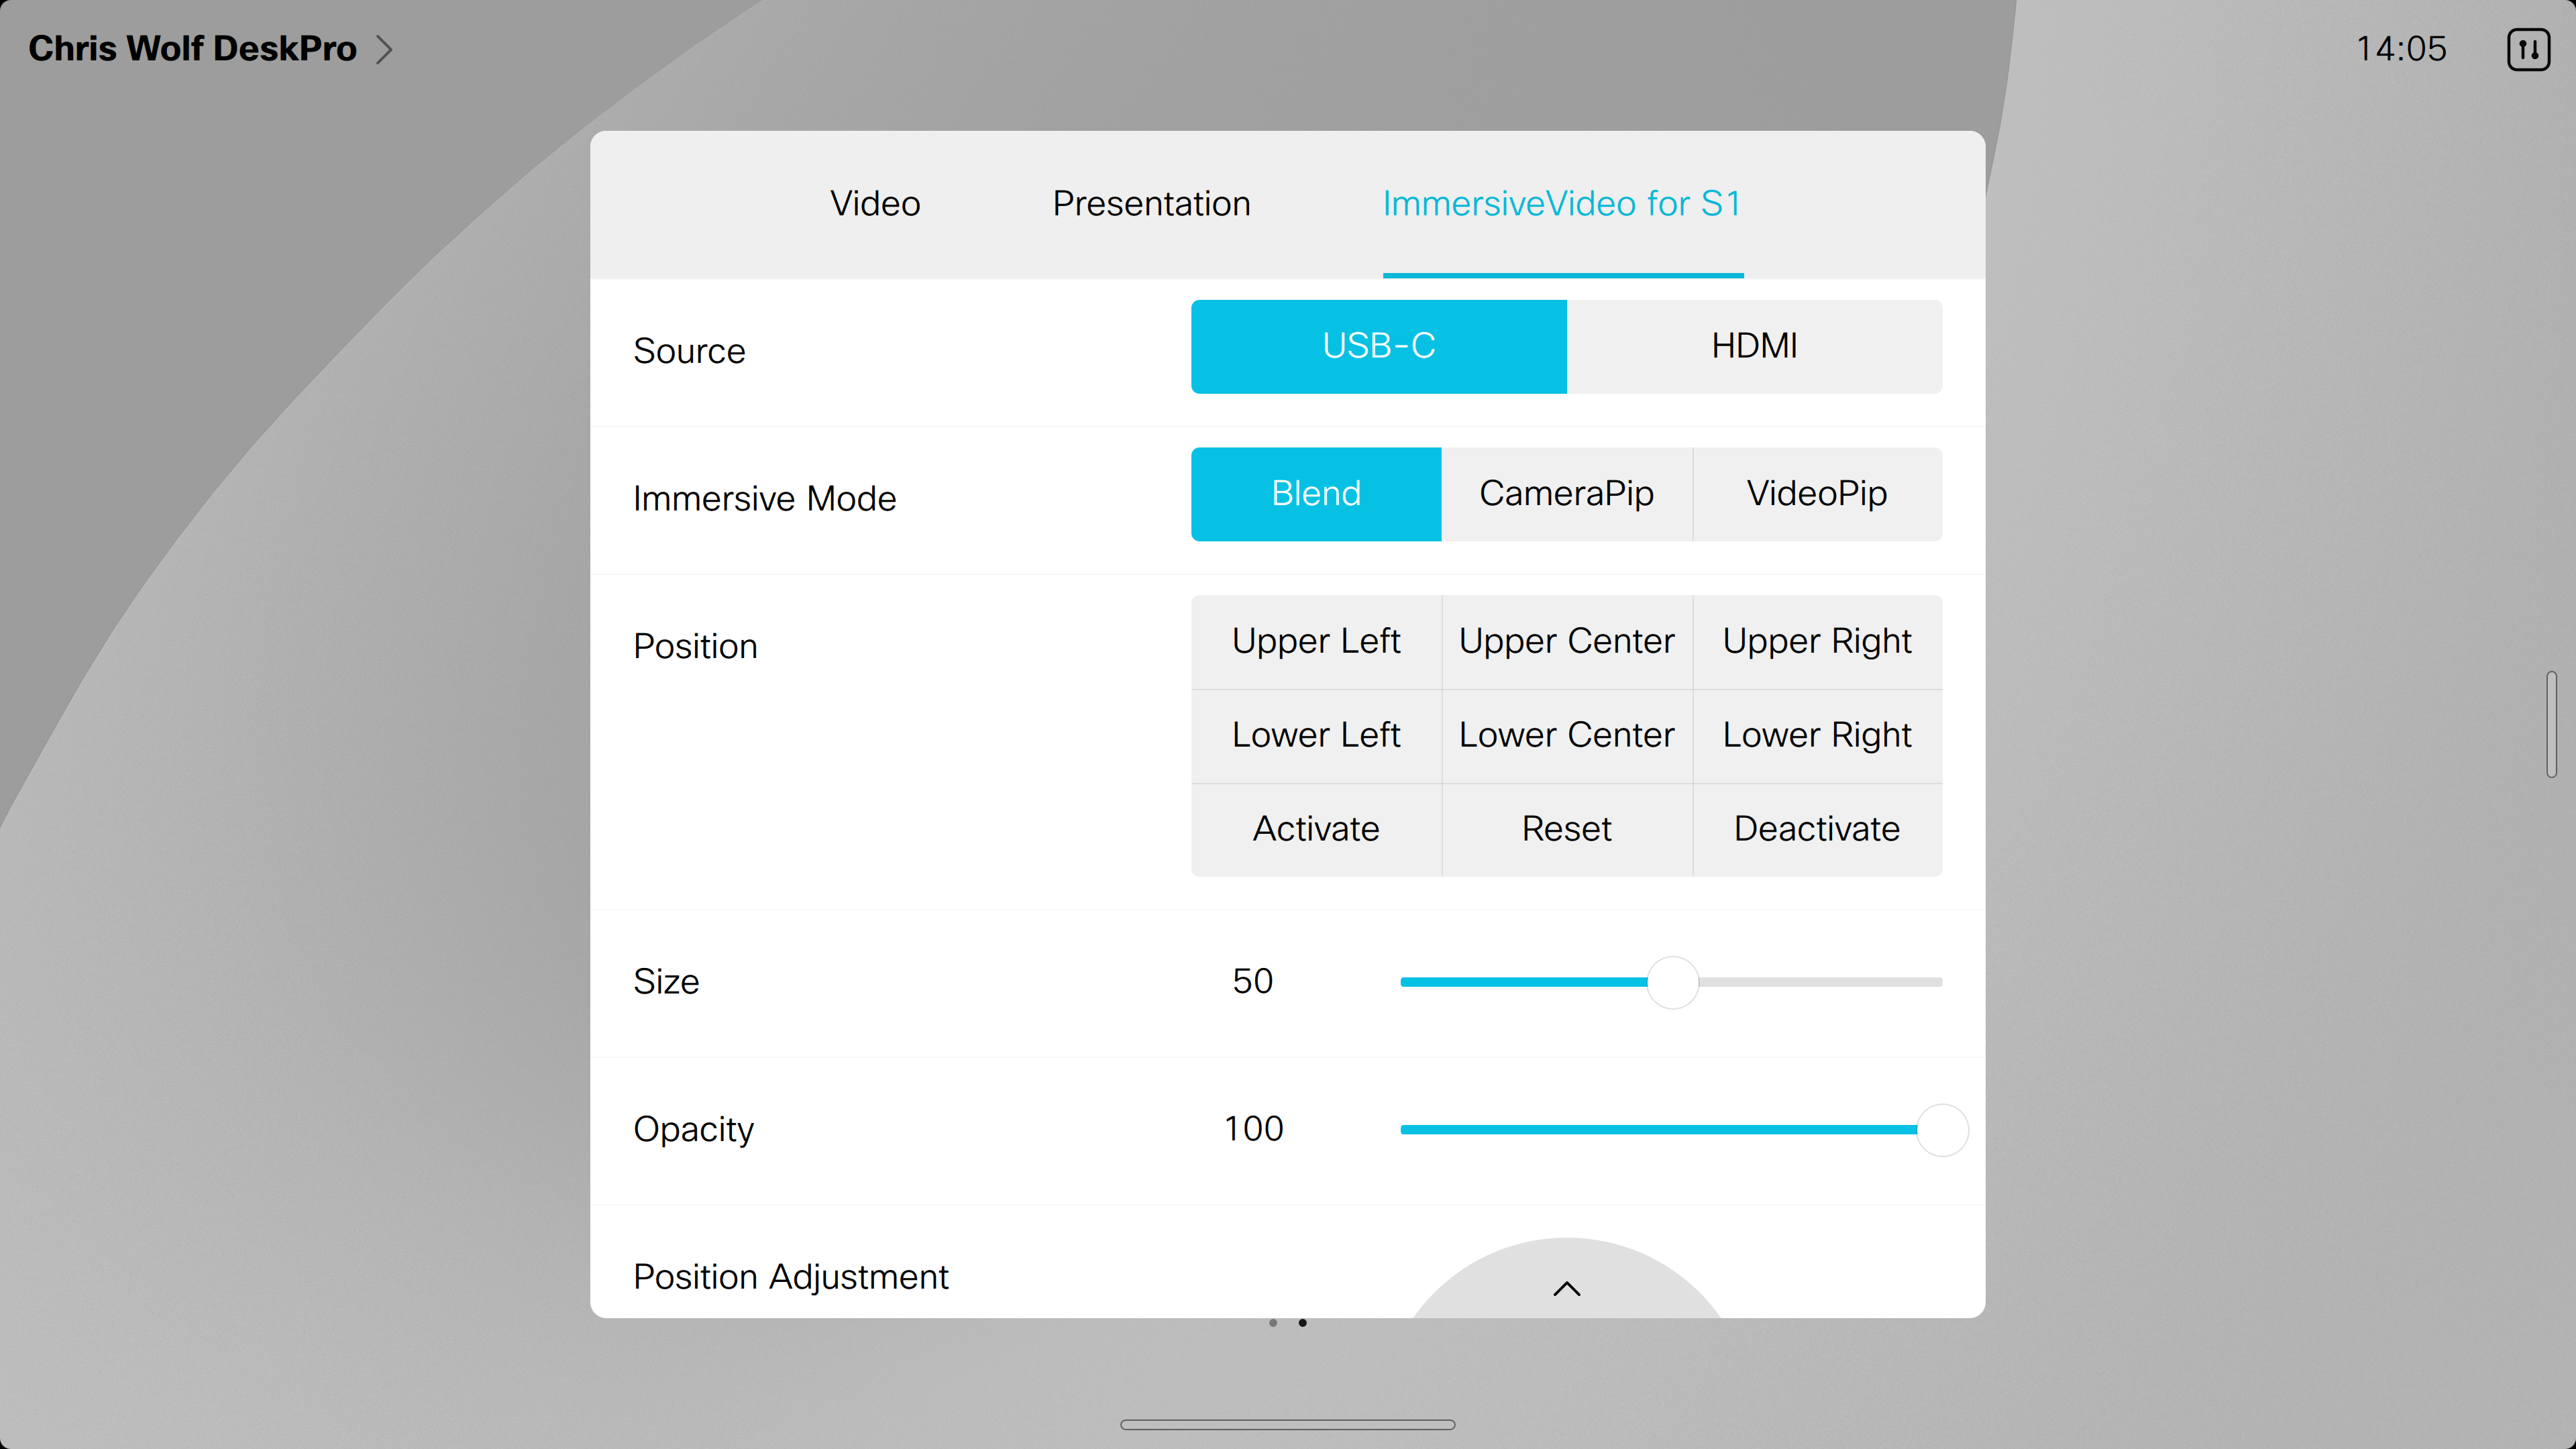 Chris Wolf DeskPro
14:05
Video Presentation ImmersiveVideo for S1
Source USB-C HDMI
Immersive Mode Blend CameraPip VideoPip
Position Upper Left Upper Center Upper Right
Lower Left Lower Center Lower Right
Activate Reset Deactivate
Size 50
Opacity 100
Position Adjustment